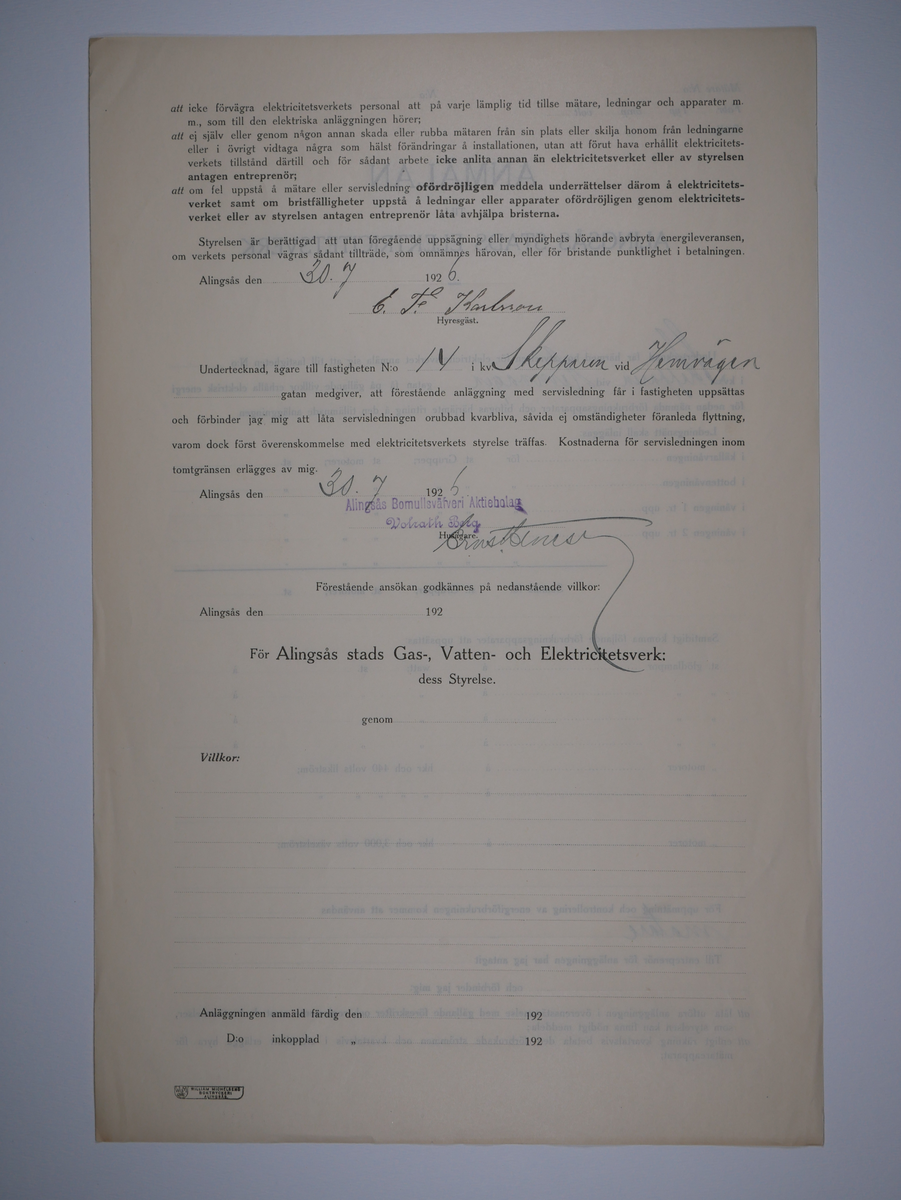 att icke förvägra elektricitetsverkets personal att på varje lämplig tid tillse mätare, ledningar och apparater m.
m., som till den elektriska anläggningen hörer;
att ej själv eller genom någon annan skada eller rubba mätaren från sin plats eller skilja honom från ledningarne
eller i övrigt vidtaga några som hälst förändringar å installationen, utan att förut hava erhållit elektricitets-
verkets tillstånd därtill och för sådant arbete icke anlita annan än elektricitetsverket eller av styrelsen
antagen entreprenör;
att om fel uppstå å mätare eller servisledning ofördröjligen meddela underrättelser därom å elektricitets-
verket samt om bristfälligheter uppstå å ledningar eller apparater ofördröjligen genom elektricitets-
verket eller av styrelsen antagen entreprenör låta avhjälpa bristerna.
Styrelsen är berättigad att utan föregående uppsägning eller myndighets hörande avbryta energileveransen,
om verkets personal vägras sådant tillträde, som omnämnes härovan, eller för bristande punktlighet i betalningen.
Alingsås den 30. 7 1926.
E. F. Karlsson
Hyresgäst.
Undertecknad, ägare till fastigheten N:o 14 i kv Skepparen vid Hemvägen
gatan medgiver, att förestående anläggning med servisledning får i fastigheten uppsättas
och förbinder jag mig att låta servisledningen orubbad kvarbliva, såvida ej omständigheter föranleda flyttning,
varom dock först överenskommelse med elektricitetsverkets styrelse träffas. Kostnaderna för servisledningen inom
tomtgränsen erlägges av mig.
Alingsås den 30. 7 1926
Alingsås Bomullsväfveri Aktiebolag
Volrath Berg
Husägare.
Förestående ansökan godkännes på nedanstående villkor:
Alingsås den 192
För Alingsås stads Gas-, Vatten- och Elektricitetsverk:
dess Styrelse.
genom
Villkor:
Anläggningen anmäld färdig den 192
D:o inkopplad „ 192
WILLIAM MICHELSENS
BOKTRYCKERI
ALINGSÅS